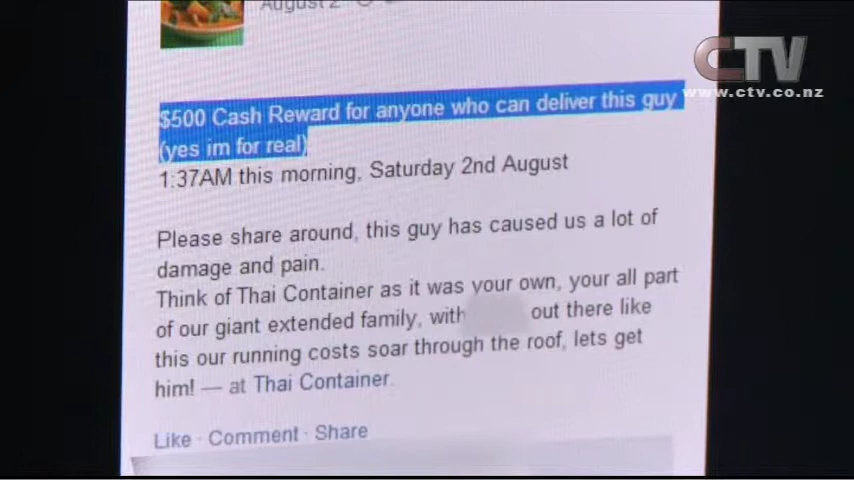 August 2
CTV
www.ctv.co.nz
$500 Cash Reward for anyone who can deliver this guy
(yes im for real)
1:37AM this morning, Saturday 2nd August
Please share around, this guy has caused us a lot of
damage and pain.
Think of Thai Container as it was your own, your all part
of our giant extended family, with out there like
this our running costs soar through the roof, lets get
him! — at Thai Container.
Like · Comment · Share